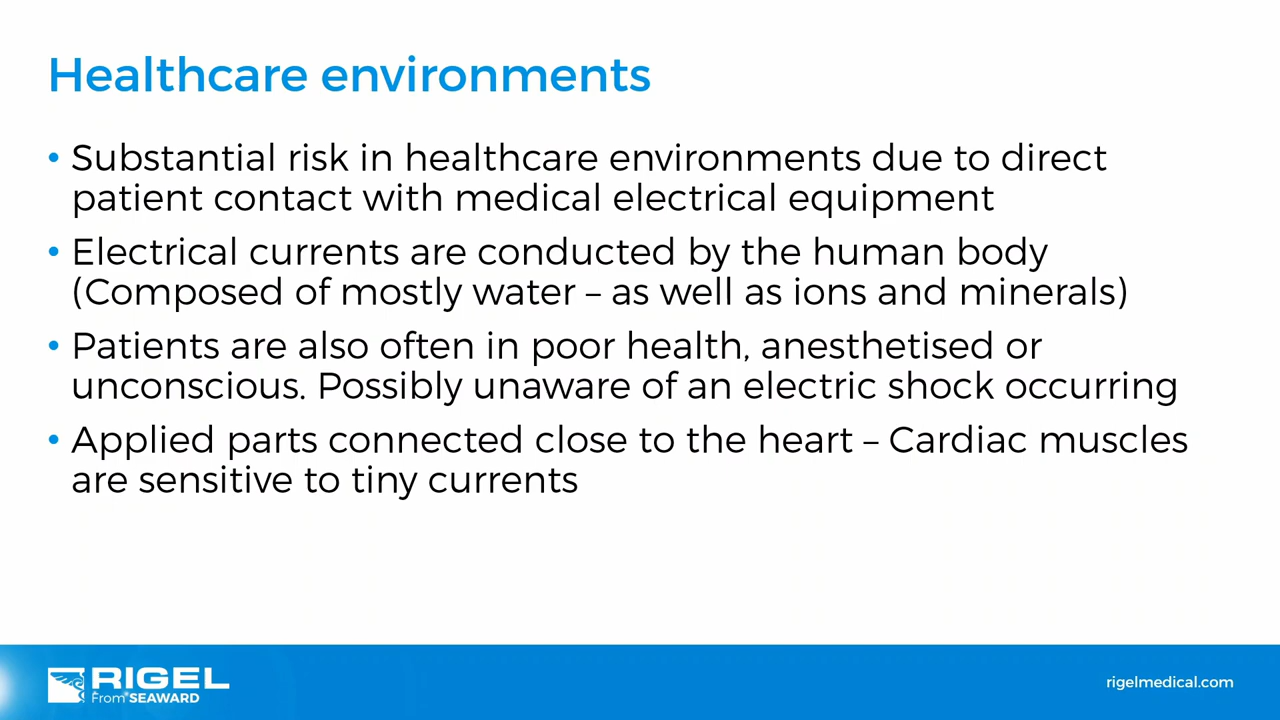 Healthcare environments
• Substantial risk in healthcare environments due to direct
patient contact with medical electrical equipment
• Electrical currents are conducted by the human body
(Composed of mostly water – as well as ions and minerals)
• Patients are also often in poor health, anesthetised or
unconscious. Possibly unaware of an electric shock occurring
• Applied parts connected close to the heart – Cardiac muscles
are sensitive to tiny currents
RIGEL
From SEAWARD
rigelmedical.com